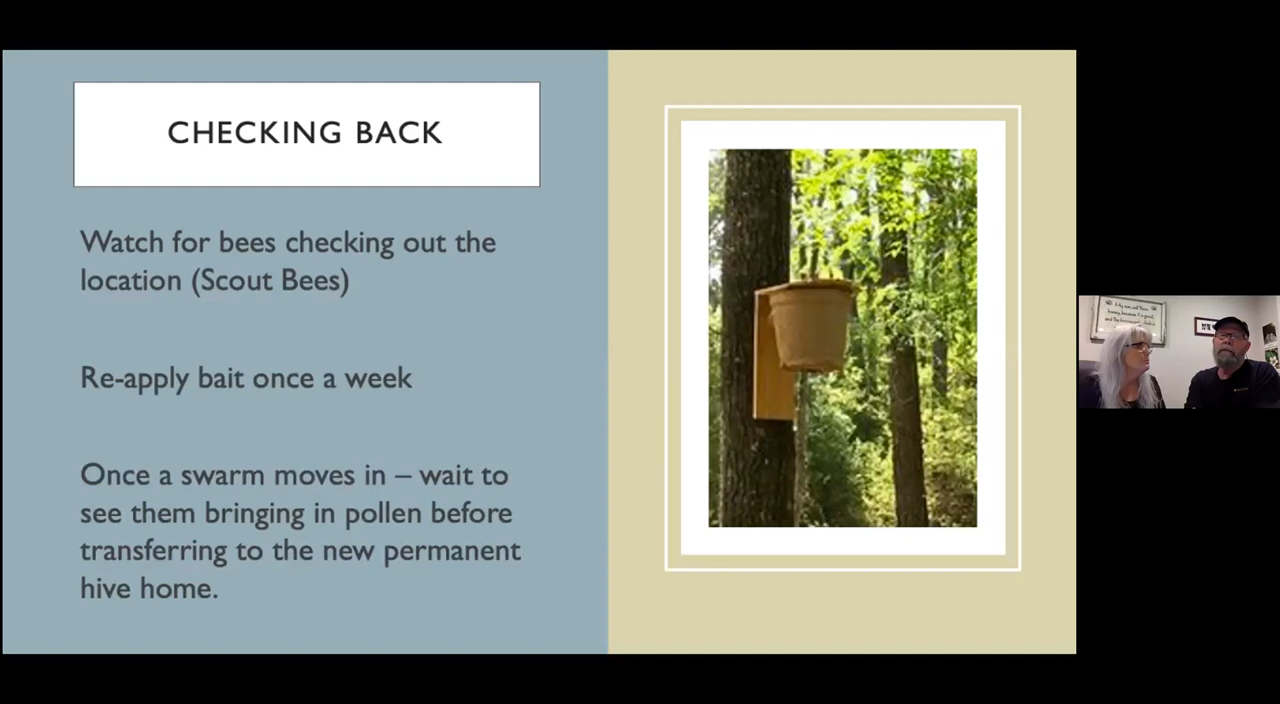 CHECKING BACK
Watch for bees checking out the
location (Scout Bees)
Re-apply bait once a week
Once a swarm moves in – wait to
see them bringing in pollen before
transferring to the new permanent
hive home.